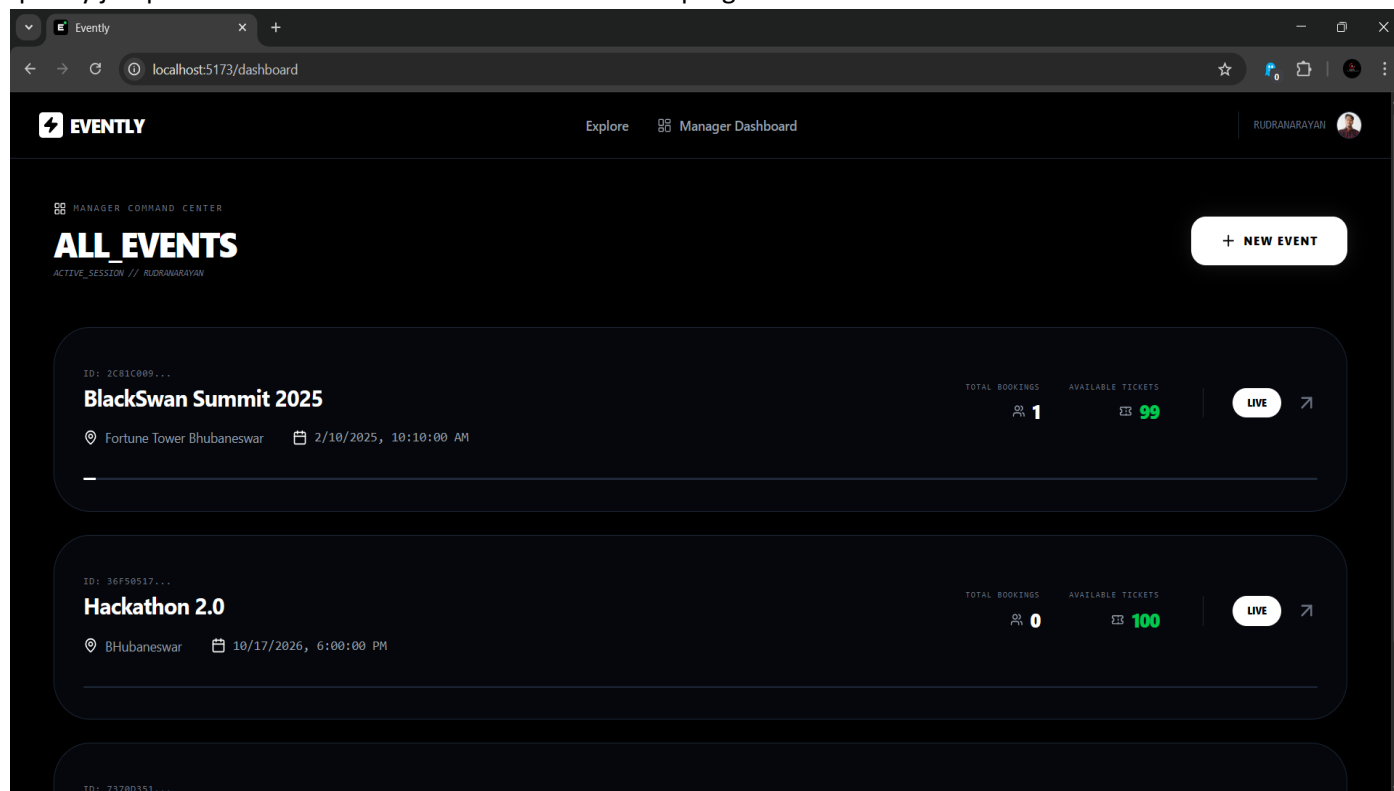 Evently
localhost:5173/dashboard
0
EVENTLY
Explore
Manager Dashboard
RUDRANARAYAN
MANAGER COMMAND CENTER
ALL_EVENTS
ACTIVE_SESSION // RUDRANARAYAN
+ NEW EVENT
ID: 2C81C009...
BlackSwan Summit 2025
Fortune Tower Bhubaneswar 2/10/2025, 10:10:00 AM
TOTAL BOOKINGS AVAILABLE TICKETS
1 99
LIVE
ID: 36F50517...
Hackathon 2.0
BHubaneswar 10/17/2026, 6:00:00 PM
TOTAL BOOKINGS AVAILABLE TICKETS
0 100
LIVE
ID: 7370D351...